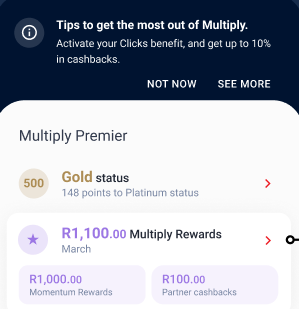 Tips to get the most out of Multiply.
Activate your Clicks benefit, and get up to 10%
in cashbacks.
NOT NOW SEE MORE
Multiply Premier
500
Gold status
148 points to Platinum status
R1,100.00 Multiply Rewards
March
R1,000.00
Momentum Rewards
R100.00
Partner cashbacks